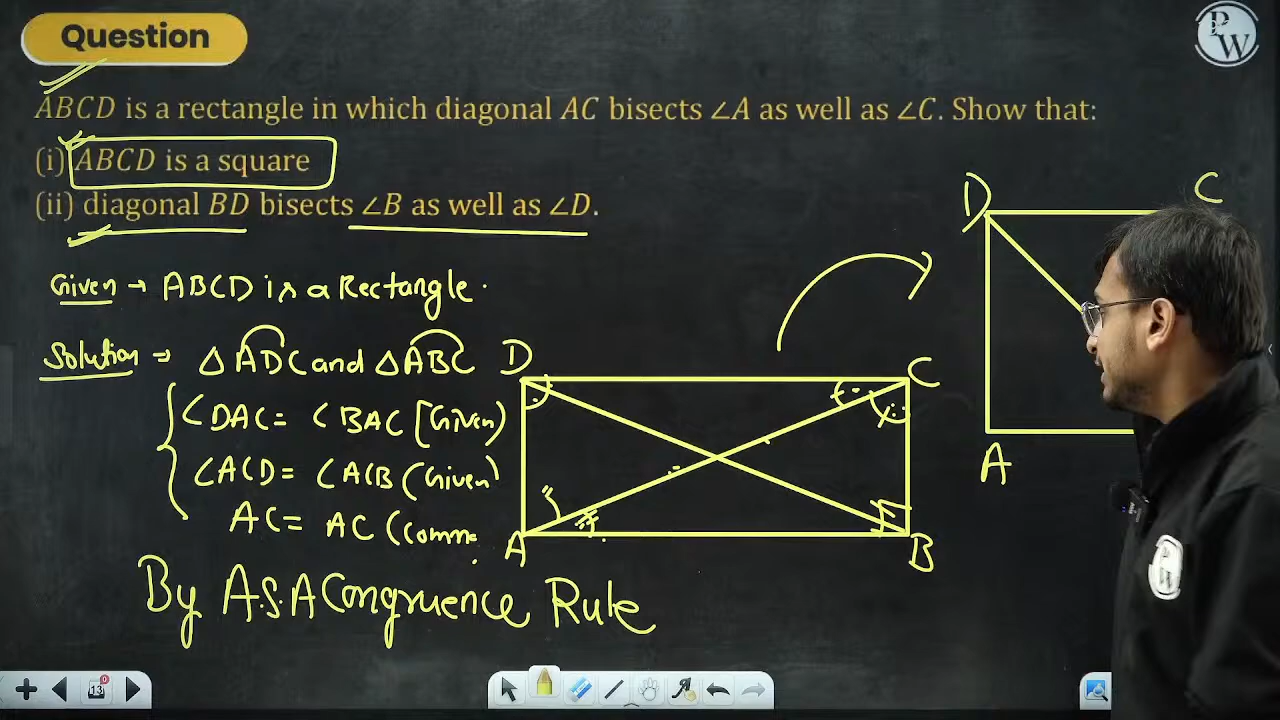 Question
PW
ABCD is a rectangle in which diagonal AC bisects ∠A as well as ∠C. Show that:
(i) ABCD is a square
(ii) diagonal BD bisects ∠B as well as ∠D.
Given → ABCD is a Rectangle.
Solution → △ADC and △ABC
∠DAC = ∠BAC [Given)
∠ACD = ∠ACB (Given)
AC = AC (comm
By A.S.A Congruence Rule
D C
A B
D C
A
13
PW